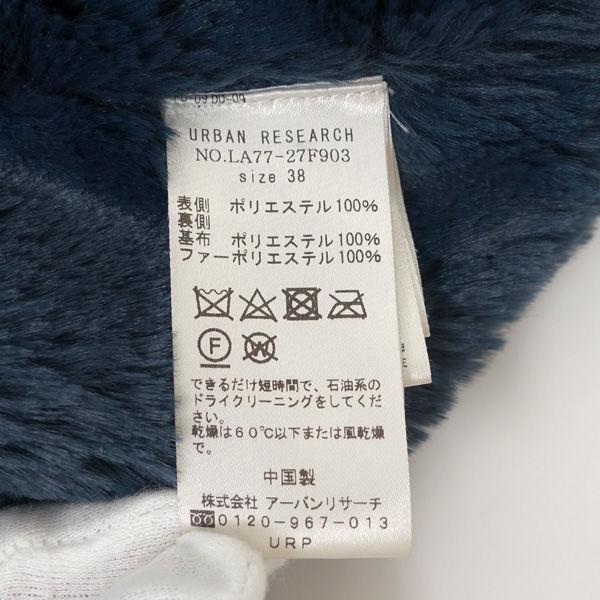 URBAN RESEARCH
NO.LA77-27F903
size 38
表側 ポリエステル100%
裏側
基布 ポリエステル100%
ファーポリエステル100%
F W
できるだけ短時間で、石油系の
ドライクリーニングをしてくださ
い。
乾燥は60℃以下または風乾燥
で。
中国製
株式会社 アーバンリサーチ
0120-967-013
URP